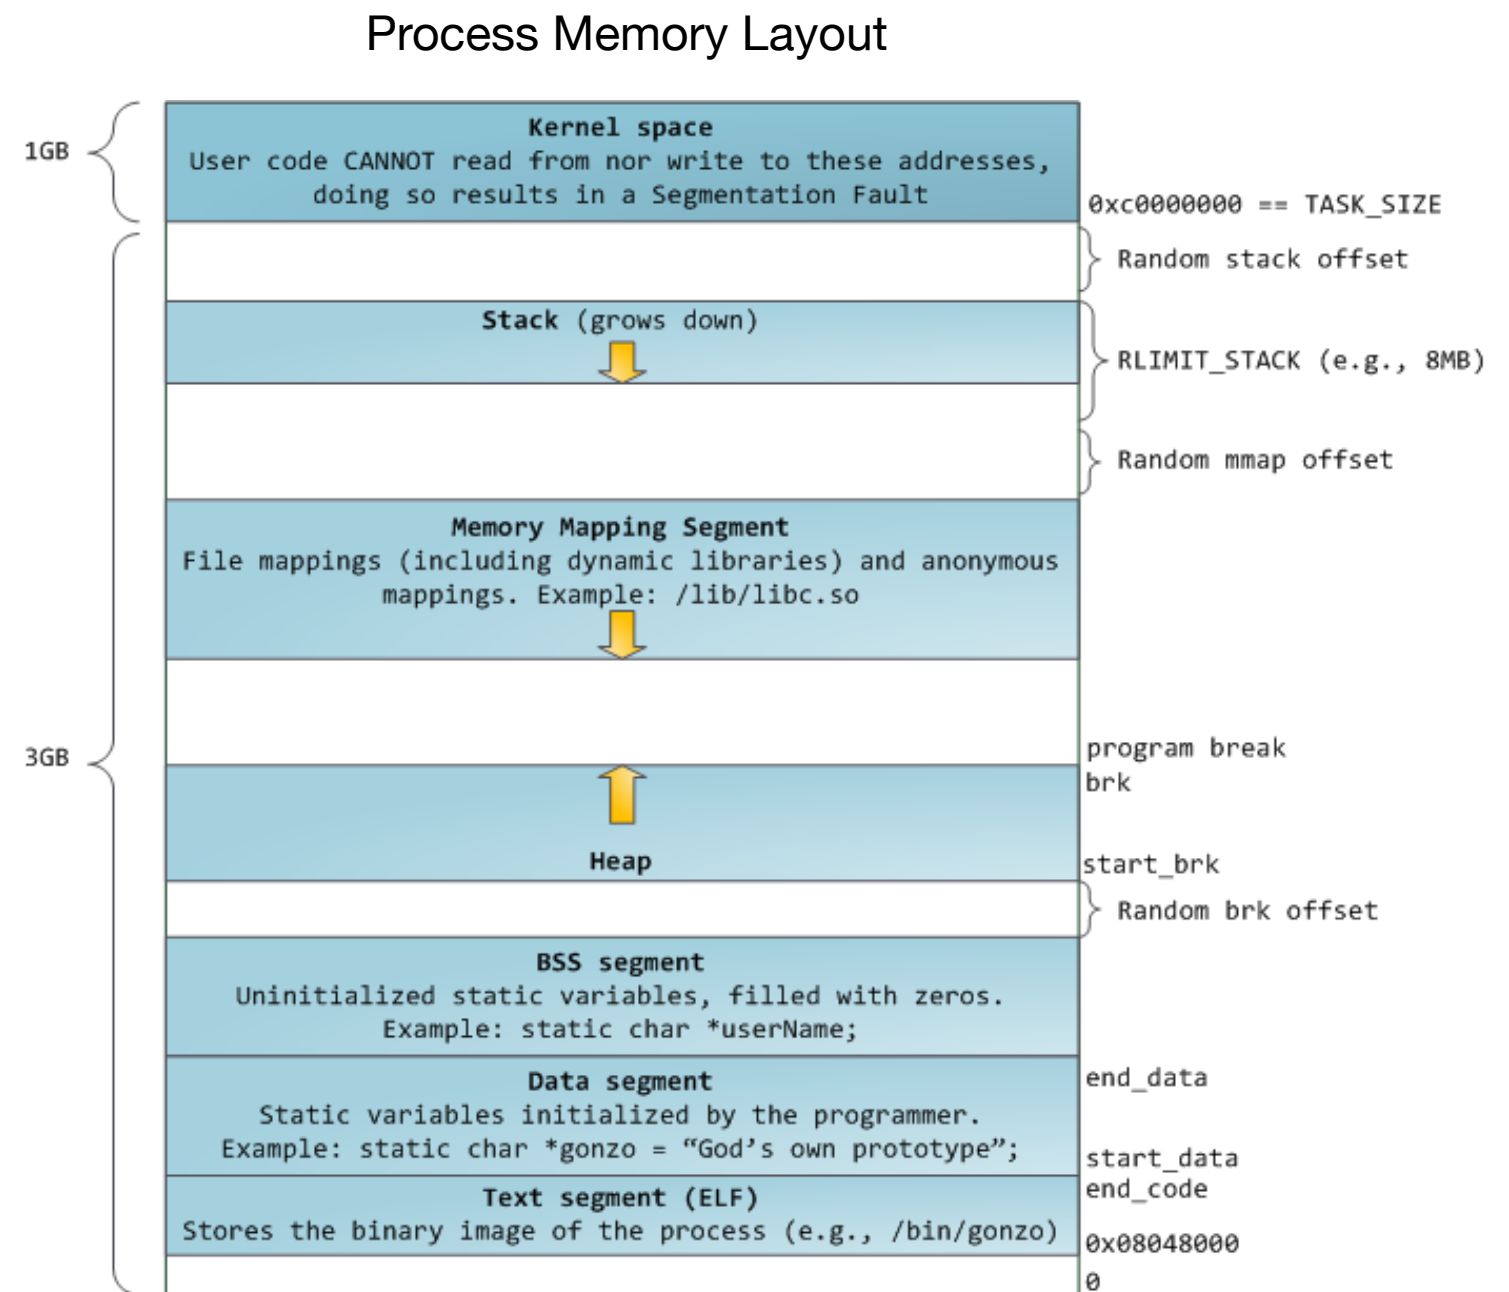 Process Memory Layout
1GB
Kernel space
User code CANNOT read from nor write to these addresses,
doing so results in a Segmentation Fault
0xc0000000 == TASK_SIZE
Random stack offset
Stack (grows down)
RLIMIT_STACK (e.g., 8MB)
Random mmap offset
Memory Mapping Segment
File mappings (including dynamic libraries) and anonymous
mappings. Example: /lib/libc.so
3GB
program break
brk
Heap
start_brk
Random brk offset
BSS segment
Uninitialized static variables, filled with zeros.
Example: static char *userName;
Data segment
end_data
Static variables initialized by the programmer.
Example: static char *gonzo = “God’s own prototype”;
start_data
end_code
Text segment (ELF)
Stores the binary image of the process (e.g., /bin/gonzo)
0x08048000
0